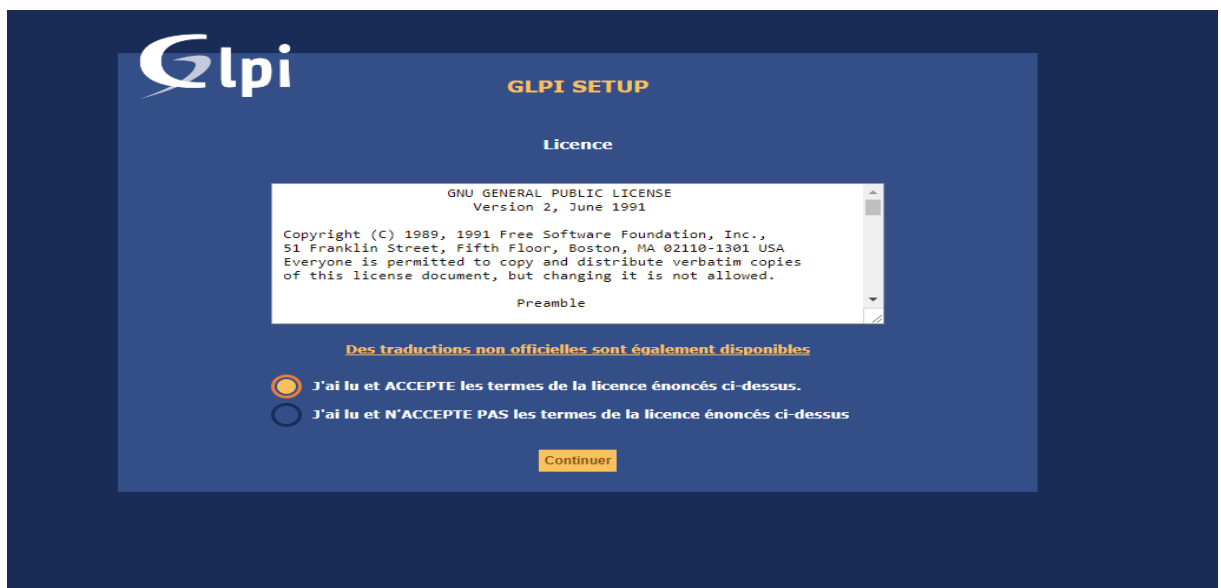 Glpi
GLPI SETUP
Licence
GNU GENERAL PUBLIC LICENSE
Version 2, June 1991
Copyright (C) 1989, 1991 Free Software Foundation, Inc.,
51 Franklin Street, Fifth Floor, Boston, MA 02110-1301 USA
Everyone is permitted to copy and distribute verbatim copies
of this license document, but changing it is not allowed.
Preamble
Des traductions non officielles sont également disponibles
J'ai lu et ACCEPTE les termes de la licence énoncés ci-dessus.
J'ai lu et N'ACCEPTE PAS les termes de la licence énoncés ci-dessus
Continuer